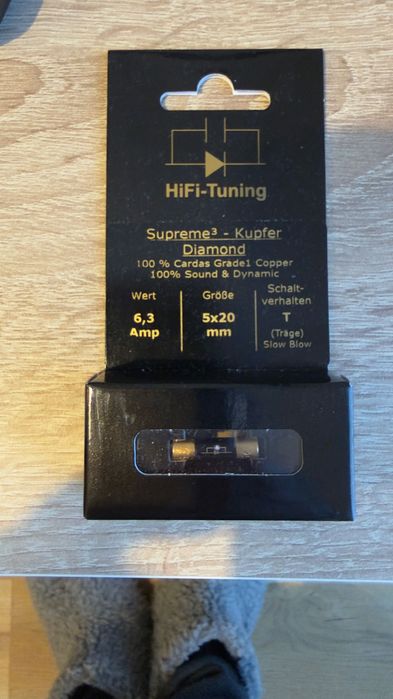 HiFi-Tuning
Supreme³ - Kupfer
Diamond
100 % Cardas Grade1 Copper
100% Sound & Dynamic
Wert
6,3
Amp
Größe
5x20
mm
Schalt-
verhalten
T
(Träge)
Slow Blow